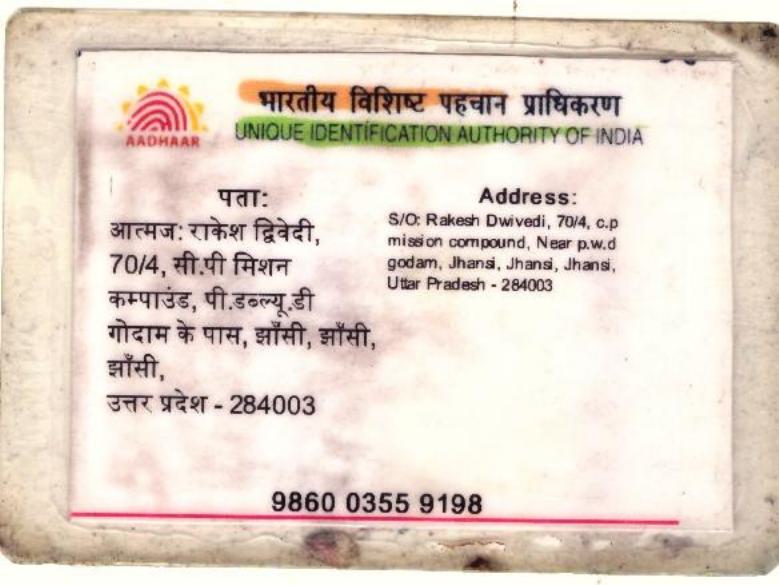 AADHAAR
भारतीय विशिष्ट पहचान प्राधिकरण
UNIQUE IDENTIFICATION AUTHORITY OF INDIA
पता:
आत्मज: राकेश द्विवेदी,
70/4, सी.पी मिशन
कम्पाउंड, पी.डब्ल्यू.डी
गोदाम के पास, झाँसी, झाँसी,
झाँसी,
उत्तर प्रदेश - 284003
Address:
S/O: Rakesh Dwivedi, 70/4, c.p
mission compound, Near p.w.d
godam, Jhansi, Jhansi, Jhansi,
Uttar Pradesh - 284003
9860 0355 9198